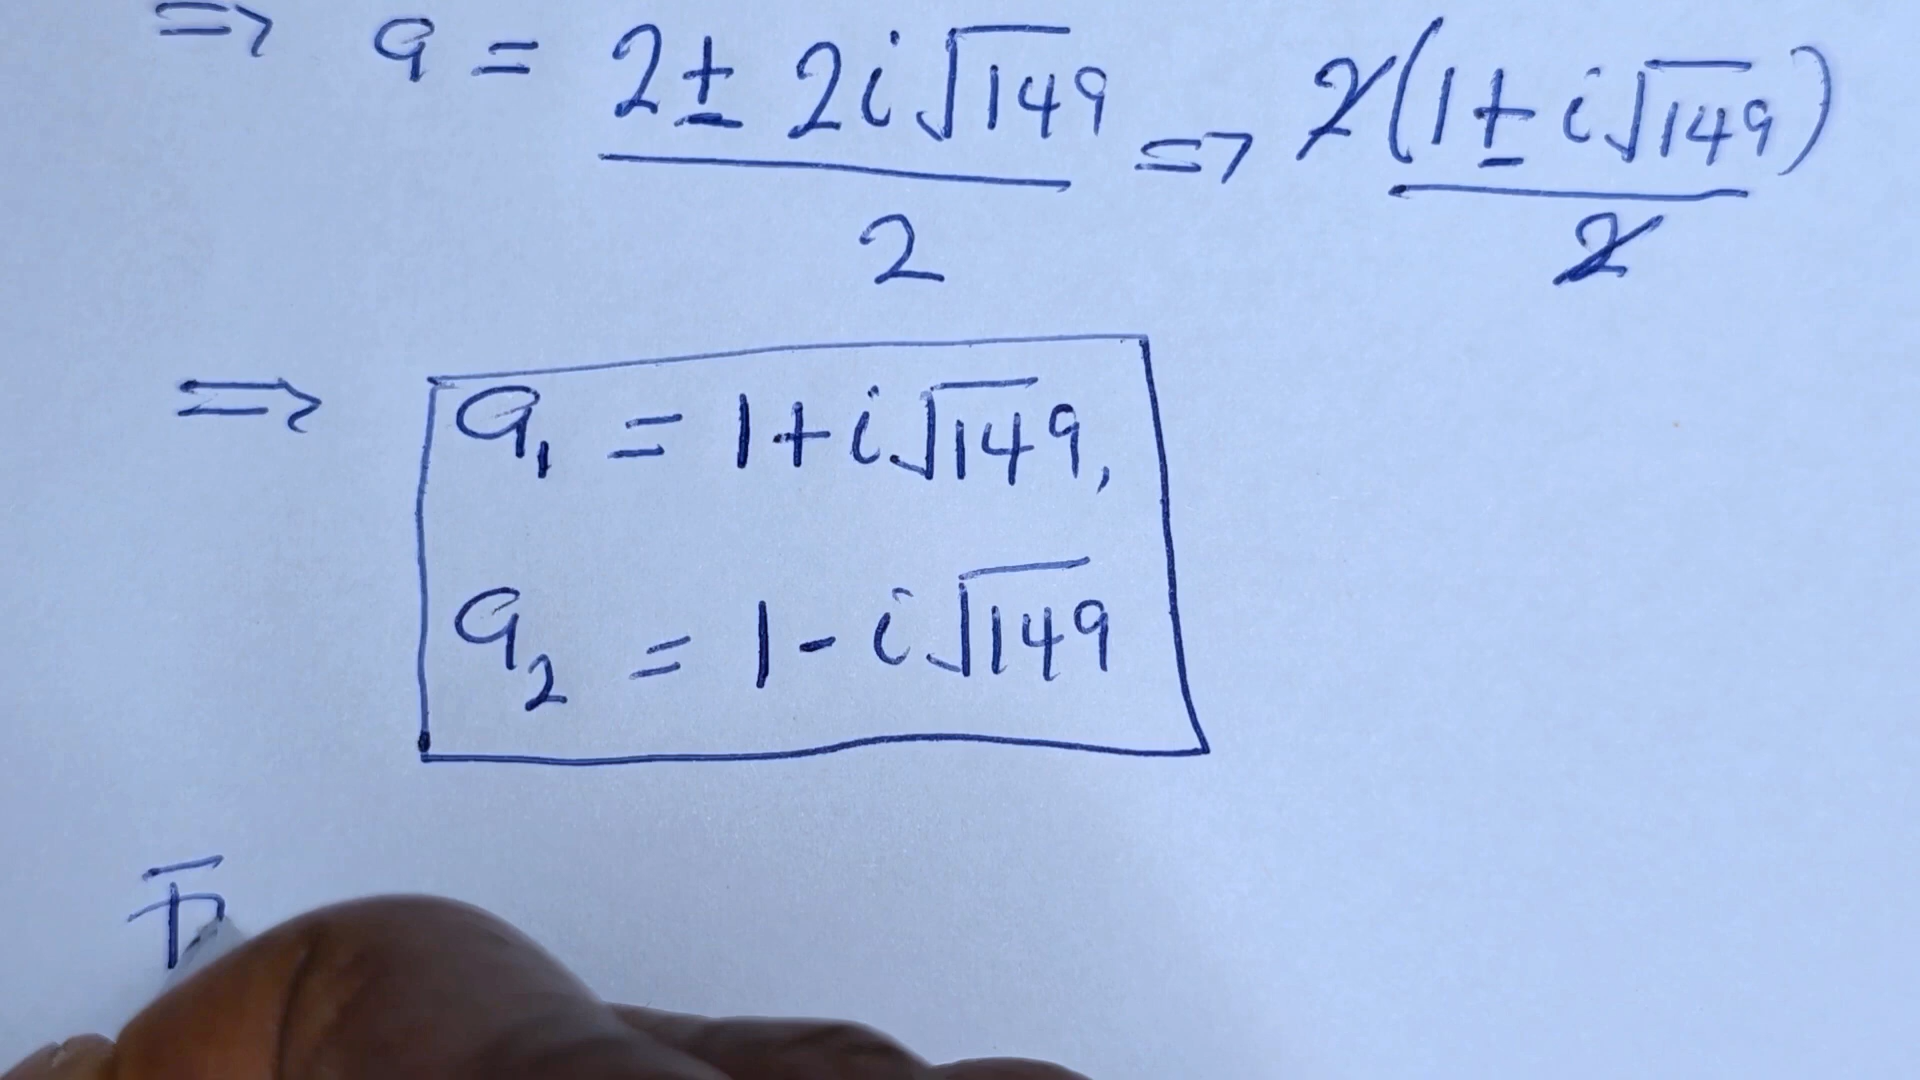 => a = (2 ± 2i√149)/2 => 2(1 ± i√149)/2
=> a₁ = 1 + i√149,
a₂ = 1 - i√149